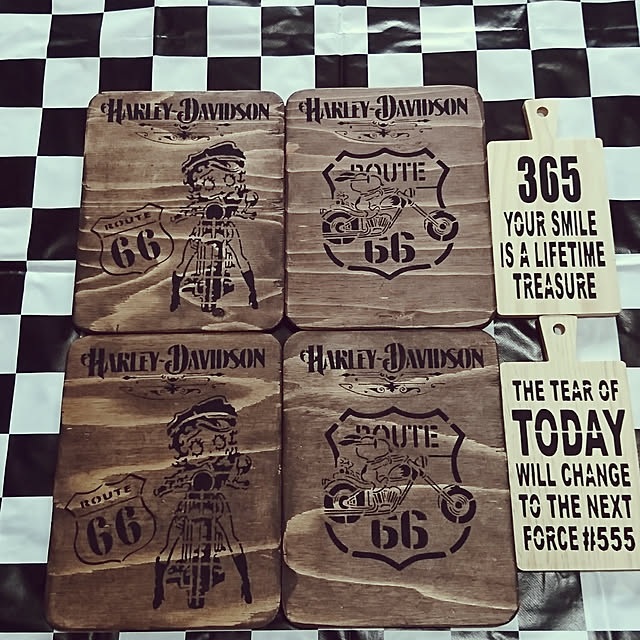 HARLEY-DAVIDSON
ROUTE
66
HARLEY-DAVIDSON
ROUTE
66
365
YOUR SMILE
IS A LIFETIME
TREASURE
HARLEY-DAVIDSON
ROUTE
66
HARLEY-DAVIDSON
ROUTE
66
THE TEAR OF
TODAY
WILL CHANGE
TO THE NEXT
FORCE #555